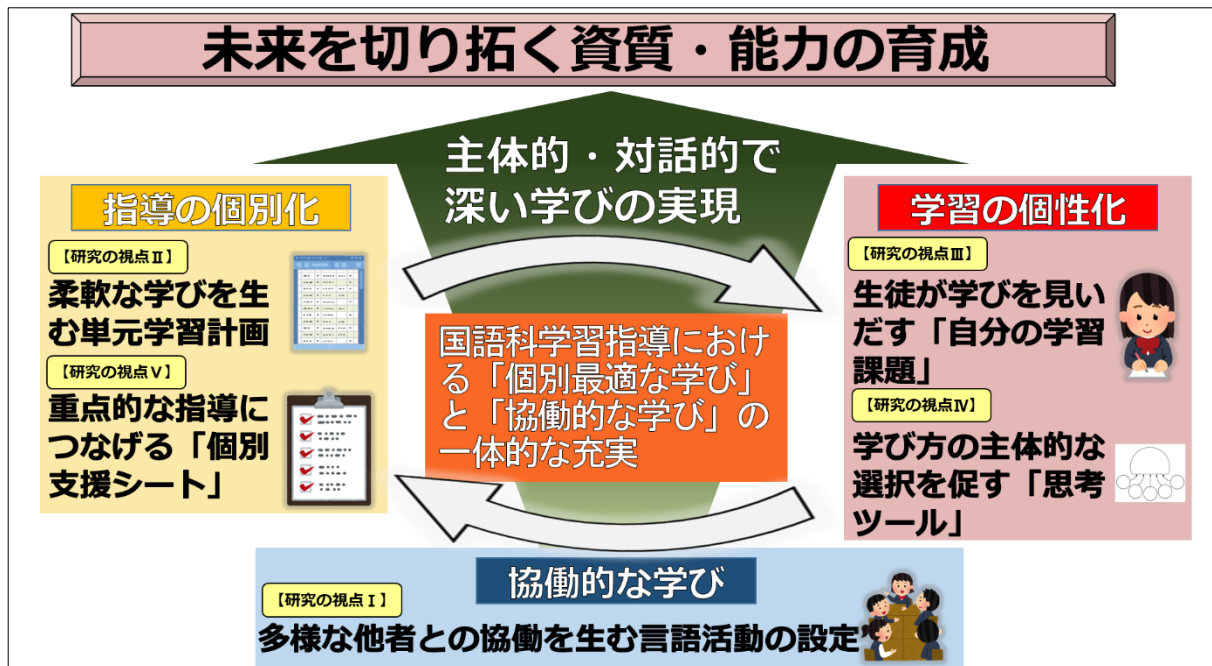 未来を切り拓く資質・能力の育成
主体的・対話的で
深い学びの実現
指導の個別化
【研究の視点Ⅱ】
柔軟な学びを生
む単元学習計画
【研究の視点Ⅴ】
重点的な指導に
つなげる「個別
支援シート」
国語科学習指導におけ
る「個別最適な学び」
と「協働的な学び」の
一体的な充実
学習の個性化
【研究の視点Ⅲ】
生徒が学びを見い
だす「自分の学習
課題」
【研究の視点Ⅳ】
学び方の主体的な
選択を促す「思考
ツール」
協働的な学び
【研究の視点Ⅰ】
多様な他者との協働を生む言語活動の設定